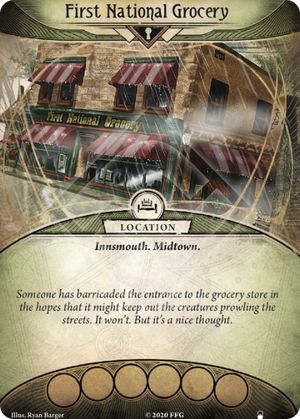 First National Grocery
First National Grocery
LOCATION
Innsmouth. Midtown.
Someone has barricaded the entrance to the grocery store in
the hopes that it might keep out the creatures prowling the
streets. It won't. But it's a nice thought.
Illus. Ryan Barger
© 2020 FFG